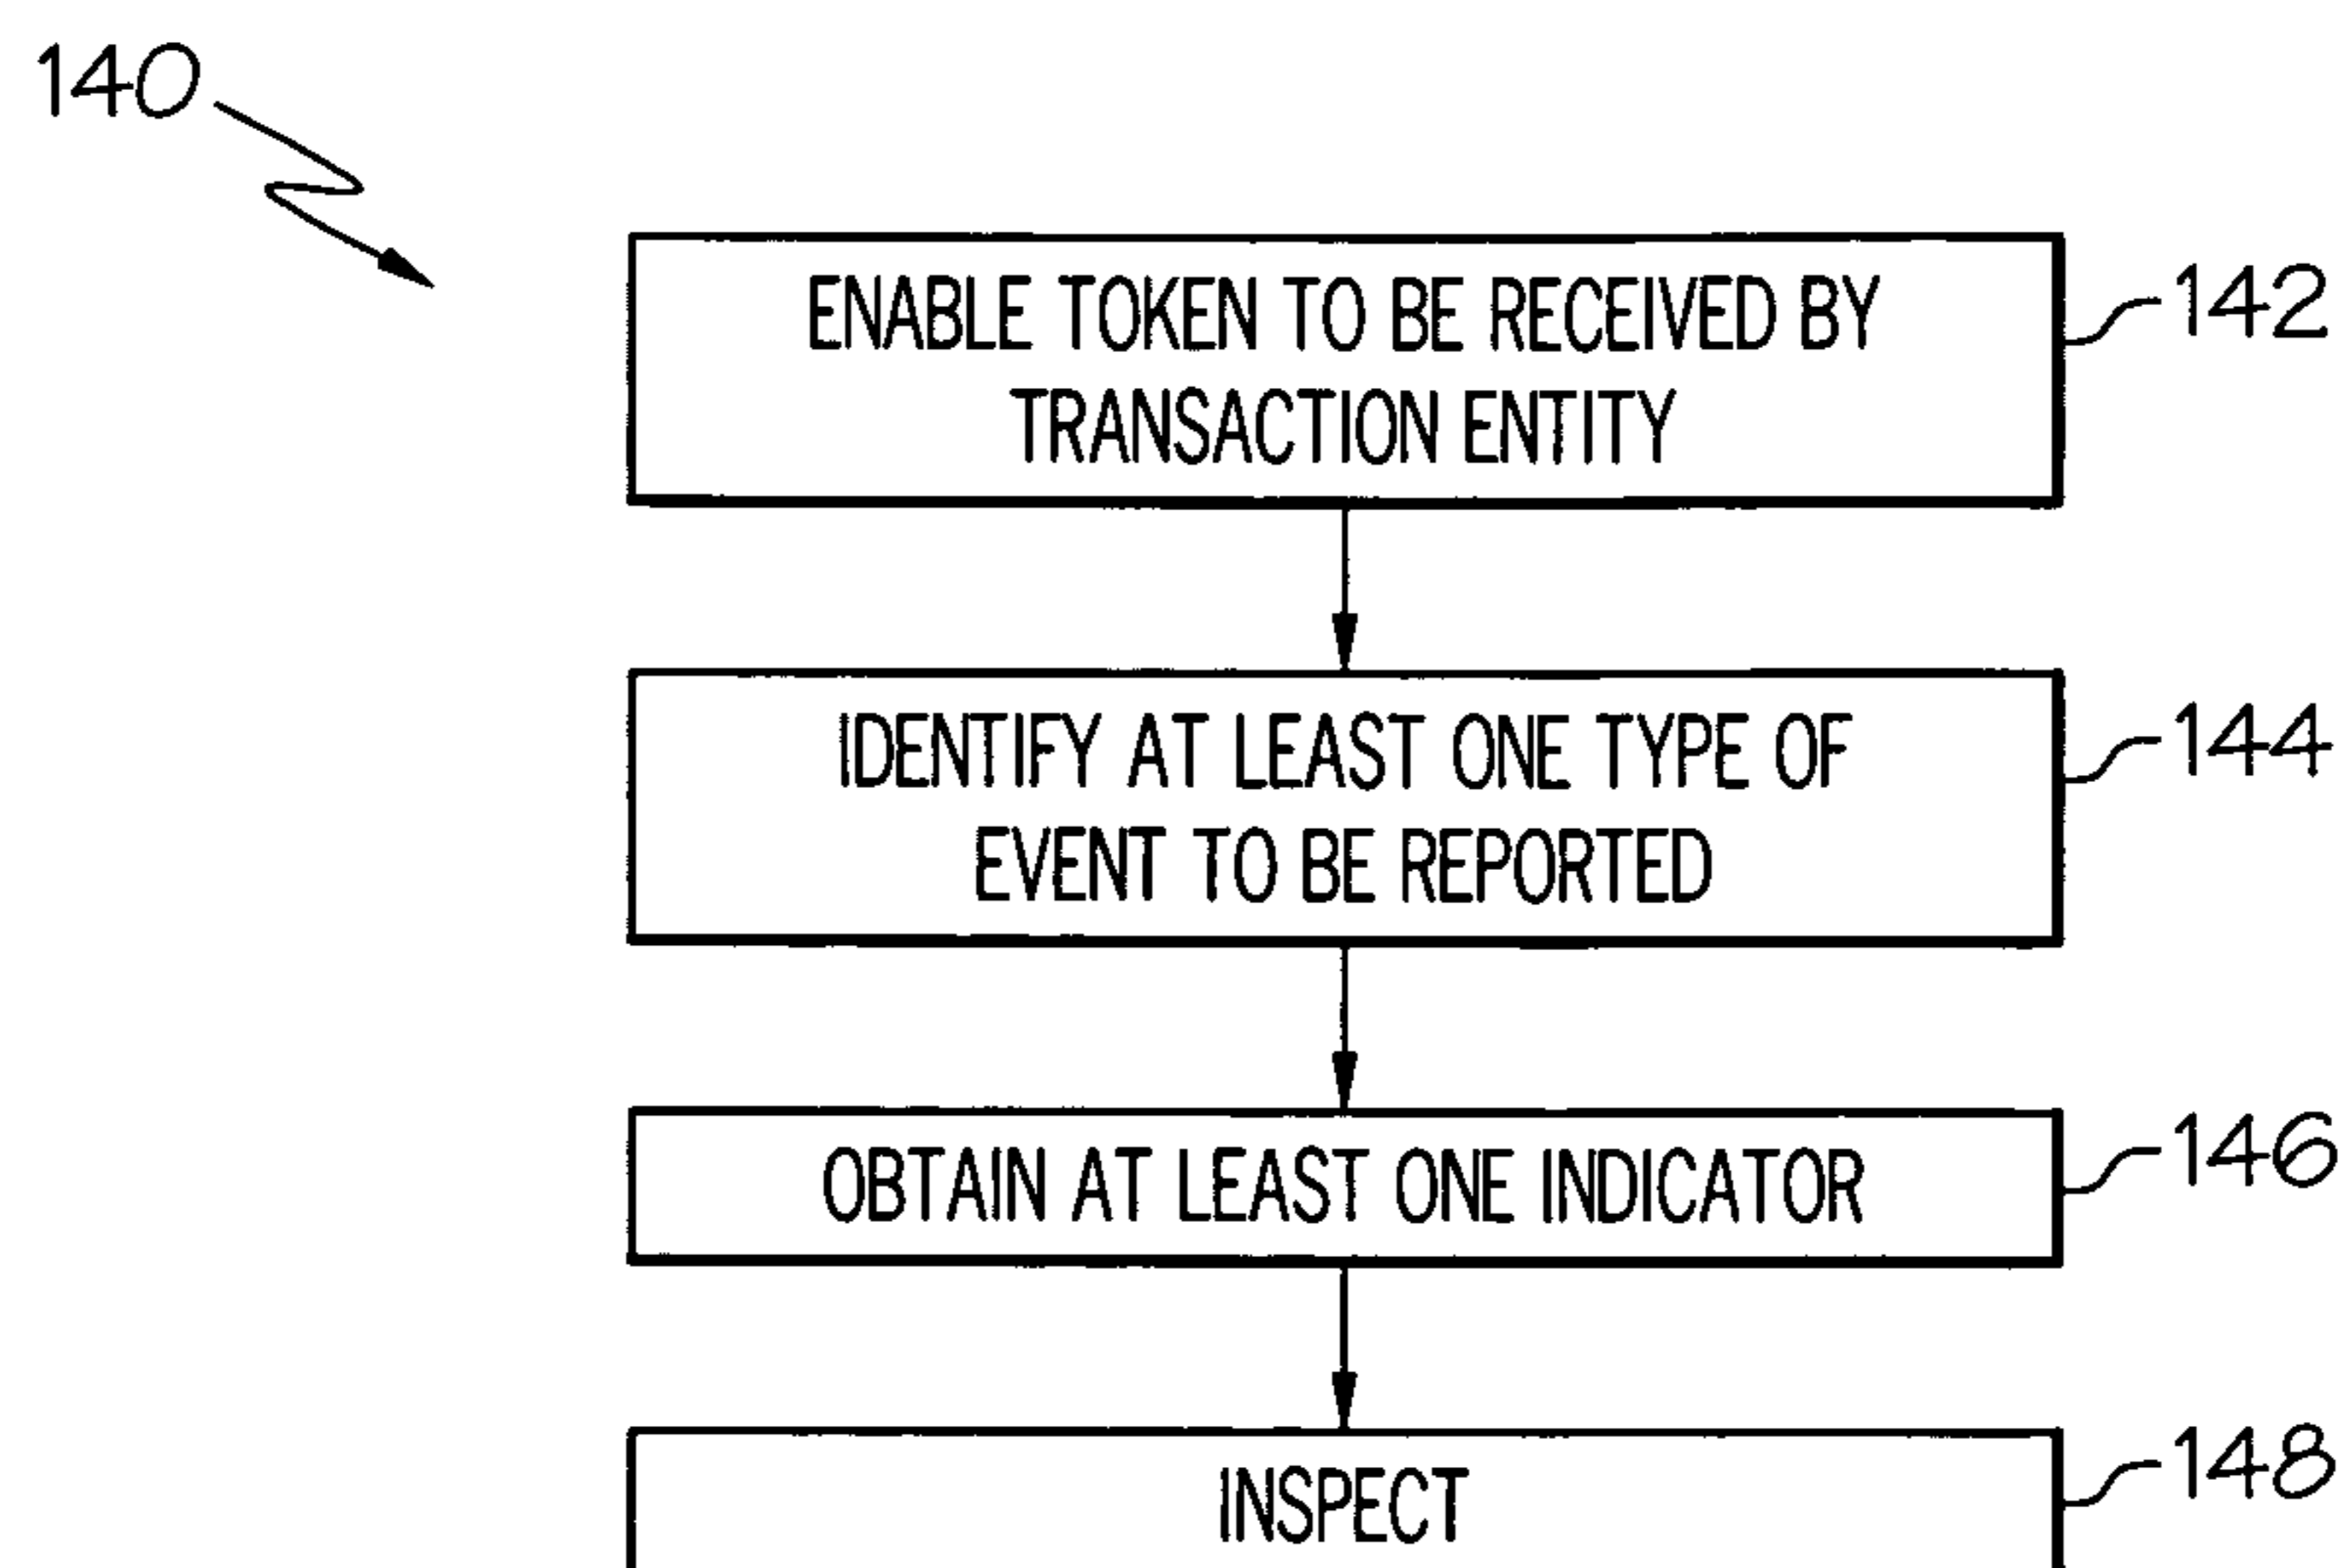 140
ENABLE TOKEN TO BE RECEIVED BY
TRANSACTION ENTITY
142
IDENTIFY AT LEAST ONE TYPE OF
EVENT TO BE REPORTED
144
OBTAIN AT LEAST ONE INDICATOR
146
INSPECT
148